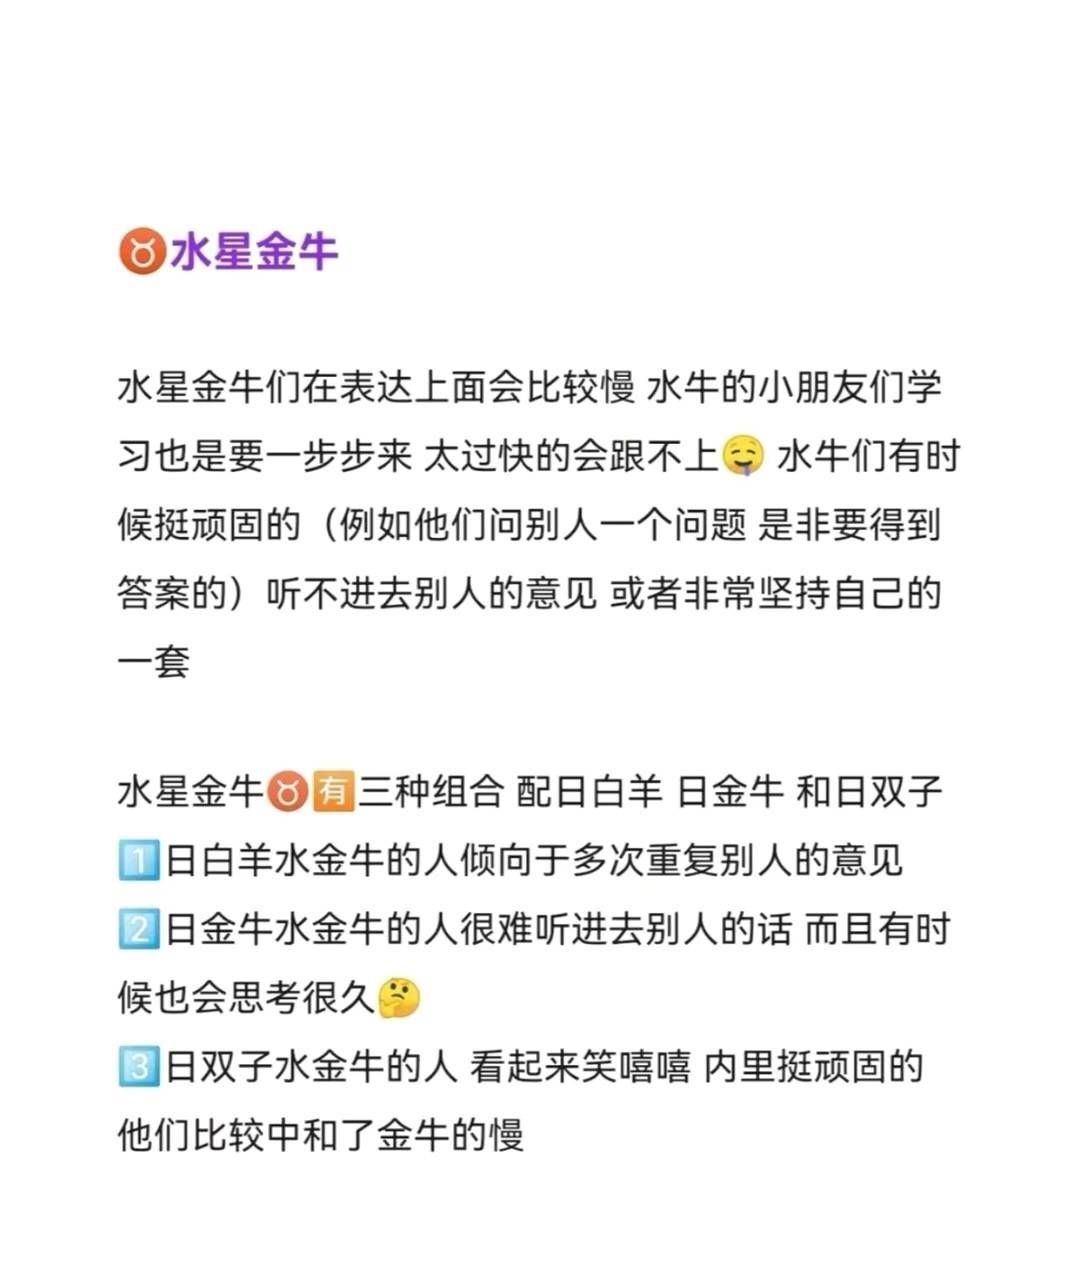 ♉水星金牛
水星金牛们在表达上面会比较慢 水牛的小朋友们学
习也是要一步步来 太过快的会跟不上🤤 水牛们有时
候挺顽固的（例如他们问别人一个问题 是非要得到
答案的）听不进去别人的意见 或者非常坚持自己的
一套
水星金牛♉🈶三种组合 配日白羊 日金牛 和日双子
1️⃣日白羊水金牛的人倾向于多次重复别人的意见
2️⃣日金牛水金牛的人很难听进去别人的话 而且有时
候也会思考很久🤔
3️⃣日双子水金牛的人 看起来笑嘻嘻 内里挺顽固的
他们比较中和了金牛的慢